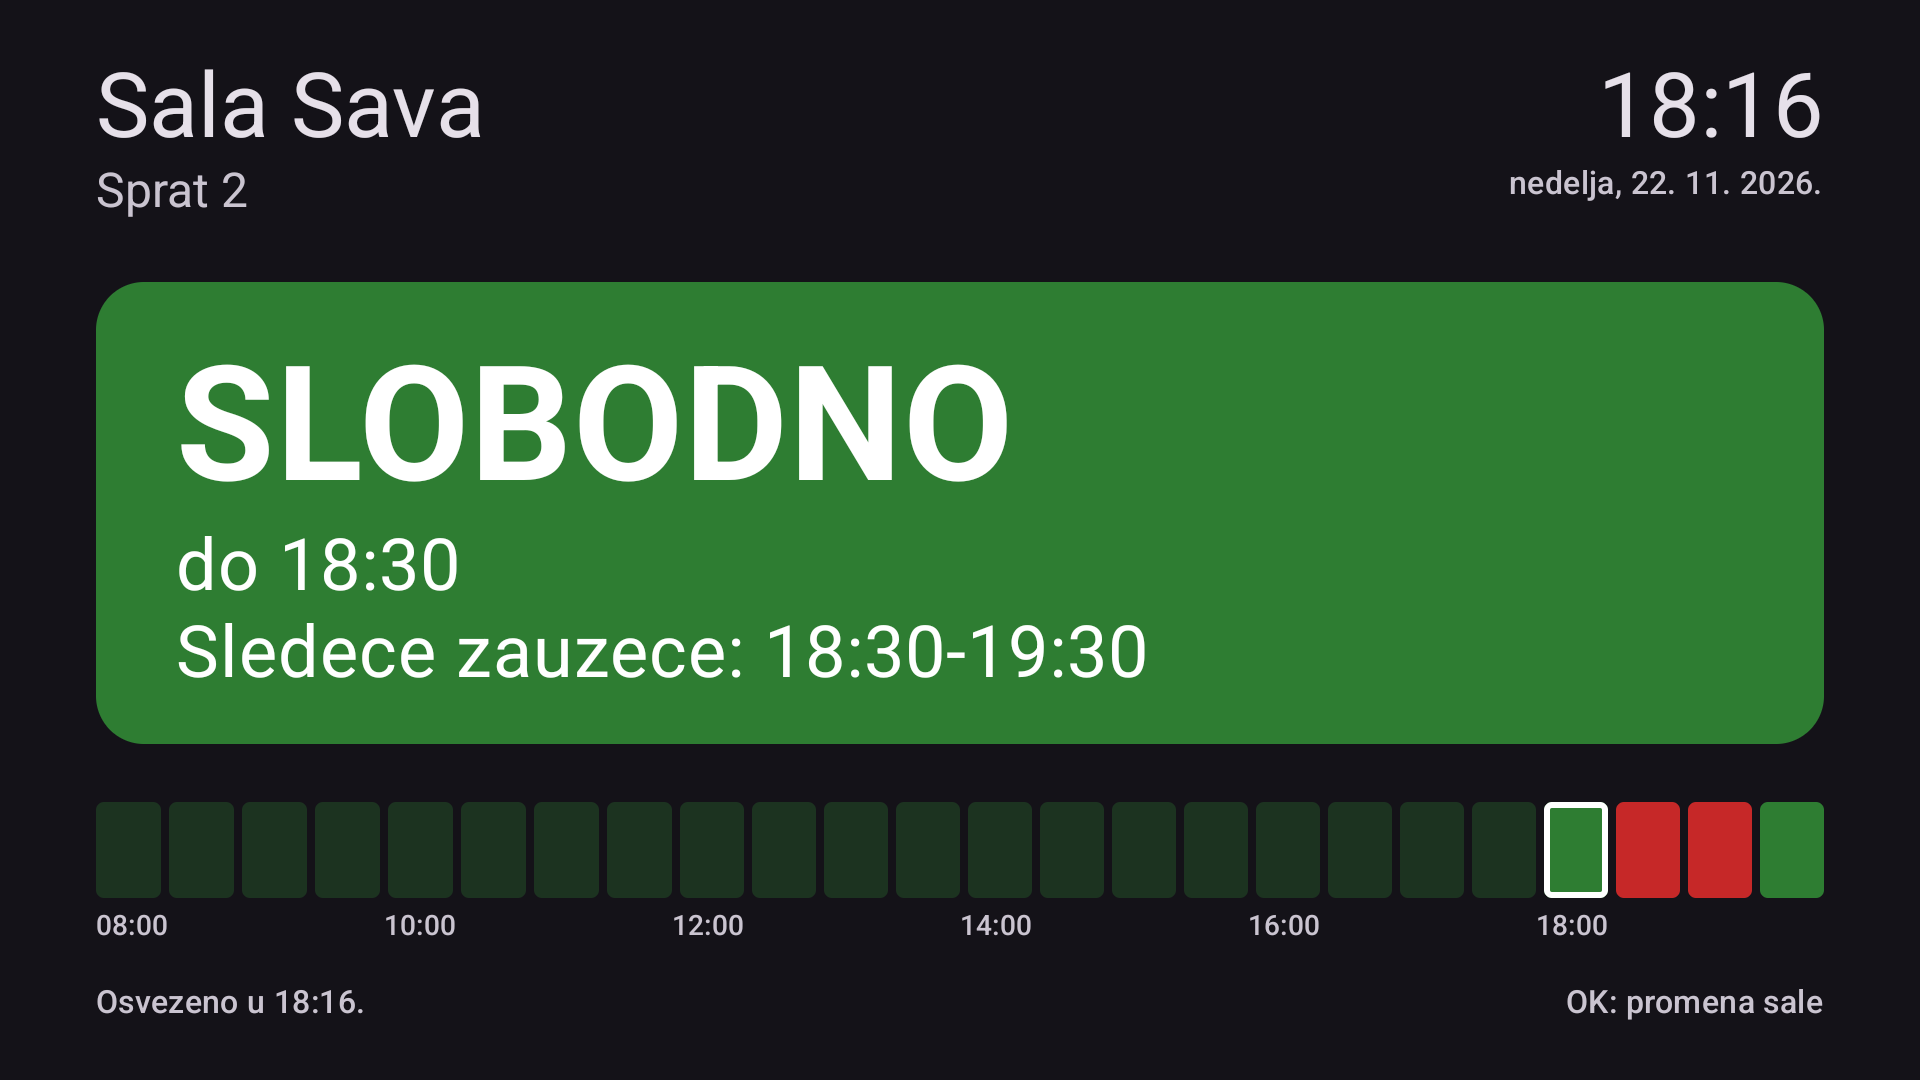 Sala Sava
18:16
Sprat 2
nedelja, 22. 11. 2026.
SLOBODNO
do 18:30
Sledece zauzece: 18:30-19:30
08:00 10:00 12:00 14:00 16:00 18:00
Osvezeno u 18:16.
OK: promena sale